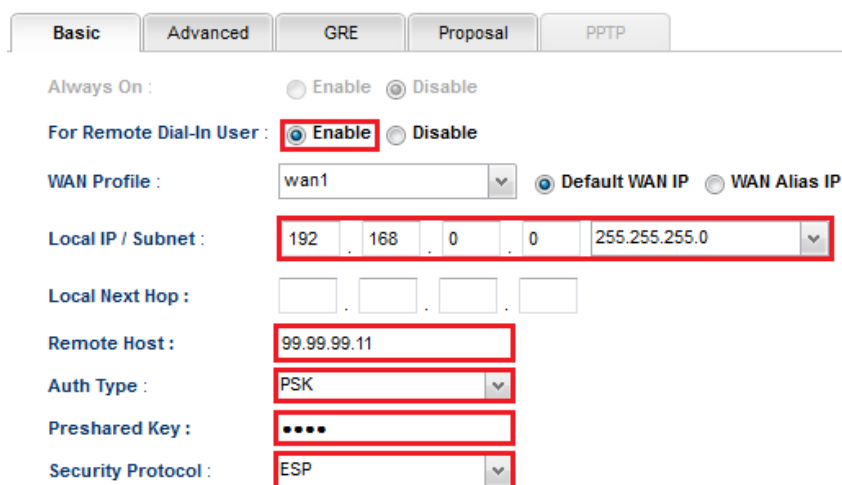 Basic Advanced GRE Proposal PPTP
Always On : Enable Disable
For Remote Dial-In User : Enable Disable
WAN Profile : wan1 Default WAN IP WAN Alias IP
Local IP / Subnet : 192 . 168 . 0 . 0 255.255.255.0
Local Next Hop : . . .
Remote Host : 99.99.99.11
Auth Type : PSK
Preshared Key : ••••
Security Protocol : ESP